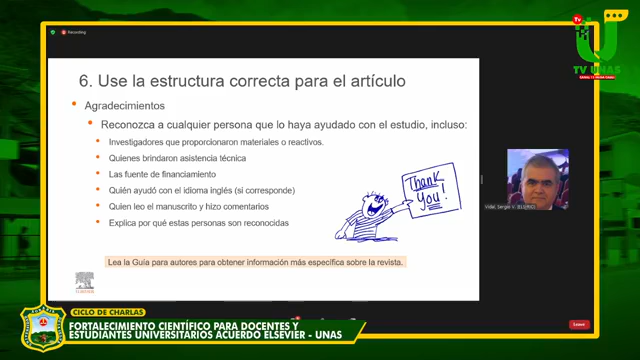 Recording
Tv
TV UNAS
6. Use la estructura correcta para el artículo
Agradecimientos
Reconozca a cualquier persona que lo haya ayudado con el estudio, incluso:
Investigadores que proporcionaron materiales o reactivos.
Quienes brindaron asistencia técnica
Las fuente de financiamiento
Quién ayudó con el idioma inglés (si corresponde)
Quien leo el manuscrito y hizo comentarios
Explica por qué estas personas son reconocidas
Thank
You!
Lea la Guía para autores para obtener información más específica sobre la revista.
ELSEVIER
Vidal, Sergio V.
Leave
CICLO DE CHARLAS
FORTALECIMIENTO CIENTÍFICO PARA DOCENTES Y
ESTUDIANTES UNIVERSITARIOS ACUERDO ELSEVIER - UNAS